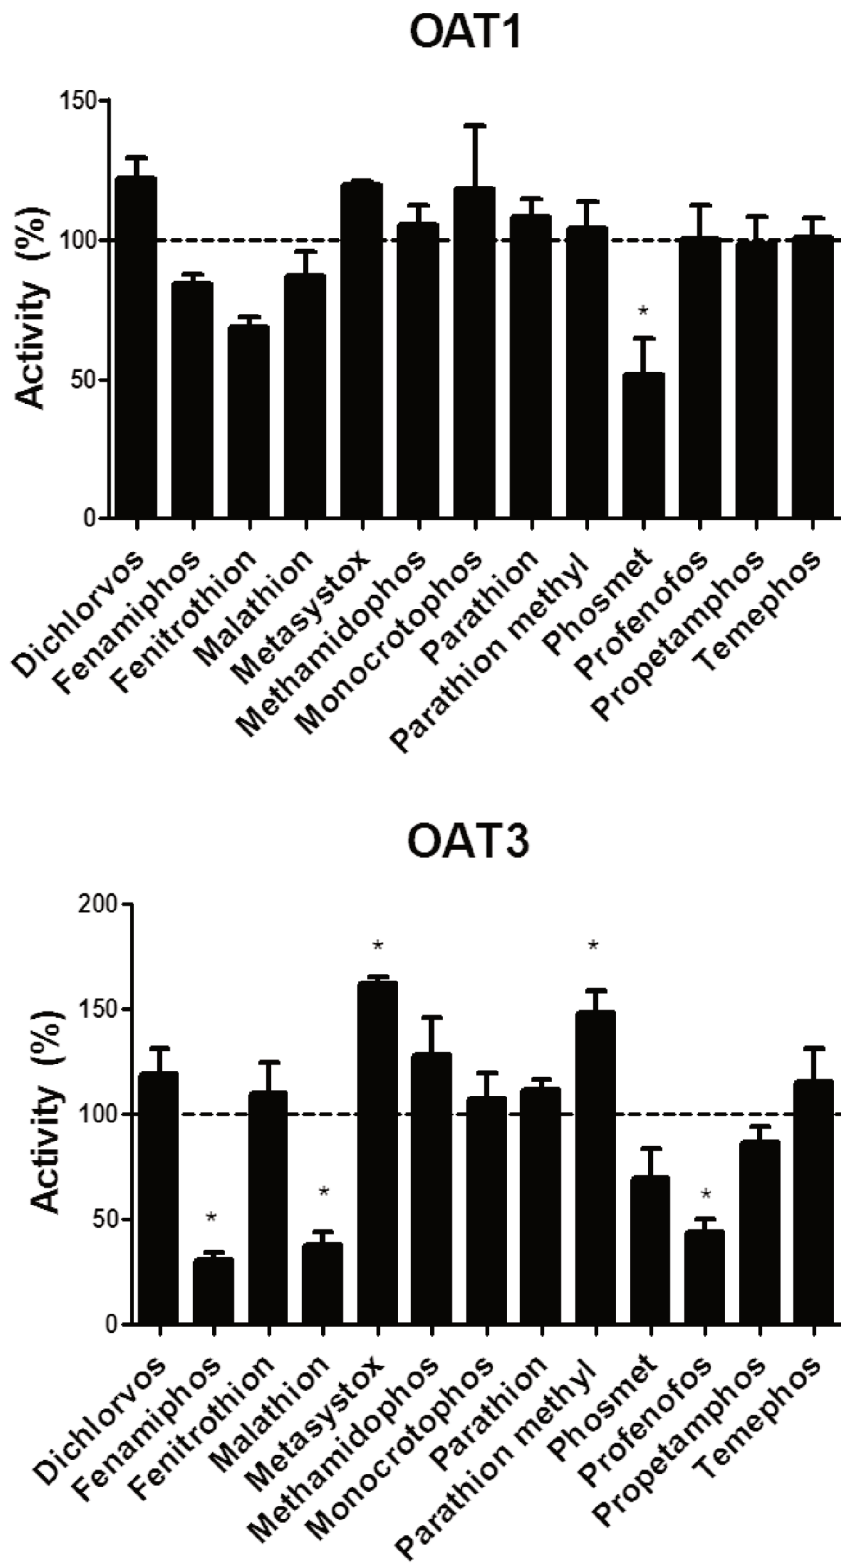 OAT1
150
100
50
0
Activity (%)
*
Dichlorvos
Fenamiphos
Fenitrothion
Malathion
Metasystox
Methamidophos
Monocrotophos
Parathion
Parathion methyl
Phosmet
Profenofos
Propetamphos
Temephos
OAT3
200
150
100
50
0
Activity (%)
*
*
*
*
*
Dichlorvos
Fenamiphos
Fenitrothion
Malathion
Metasystox
Methamidophos
Monocrotophos
Parathion
Parathion methyl
Phosmet
Profenofos
Propetamphos
Temephos